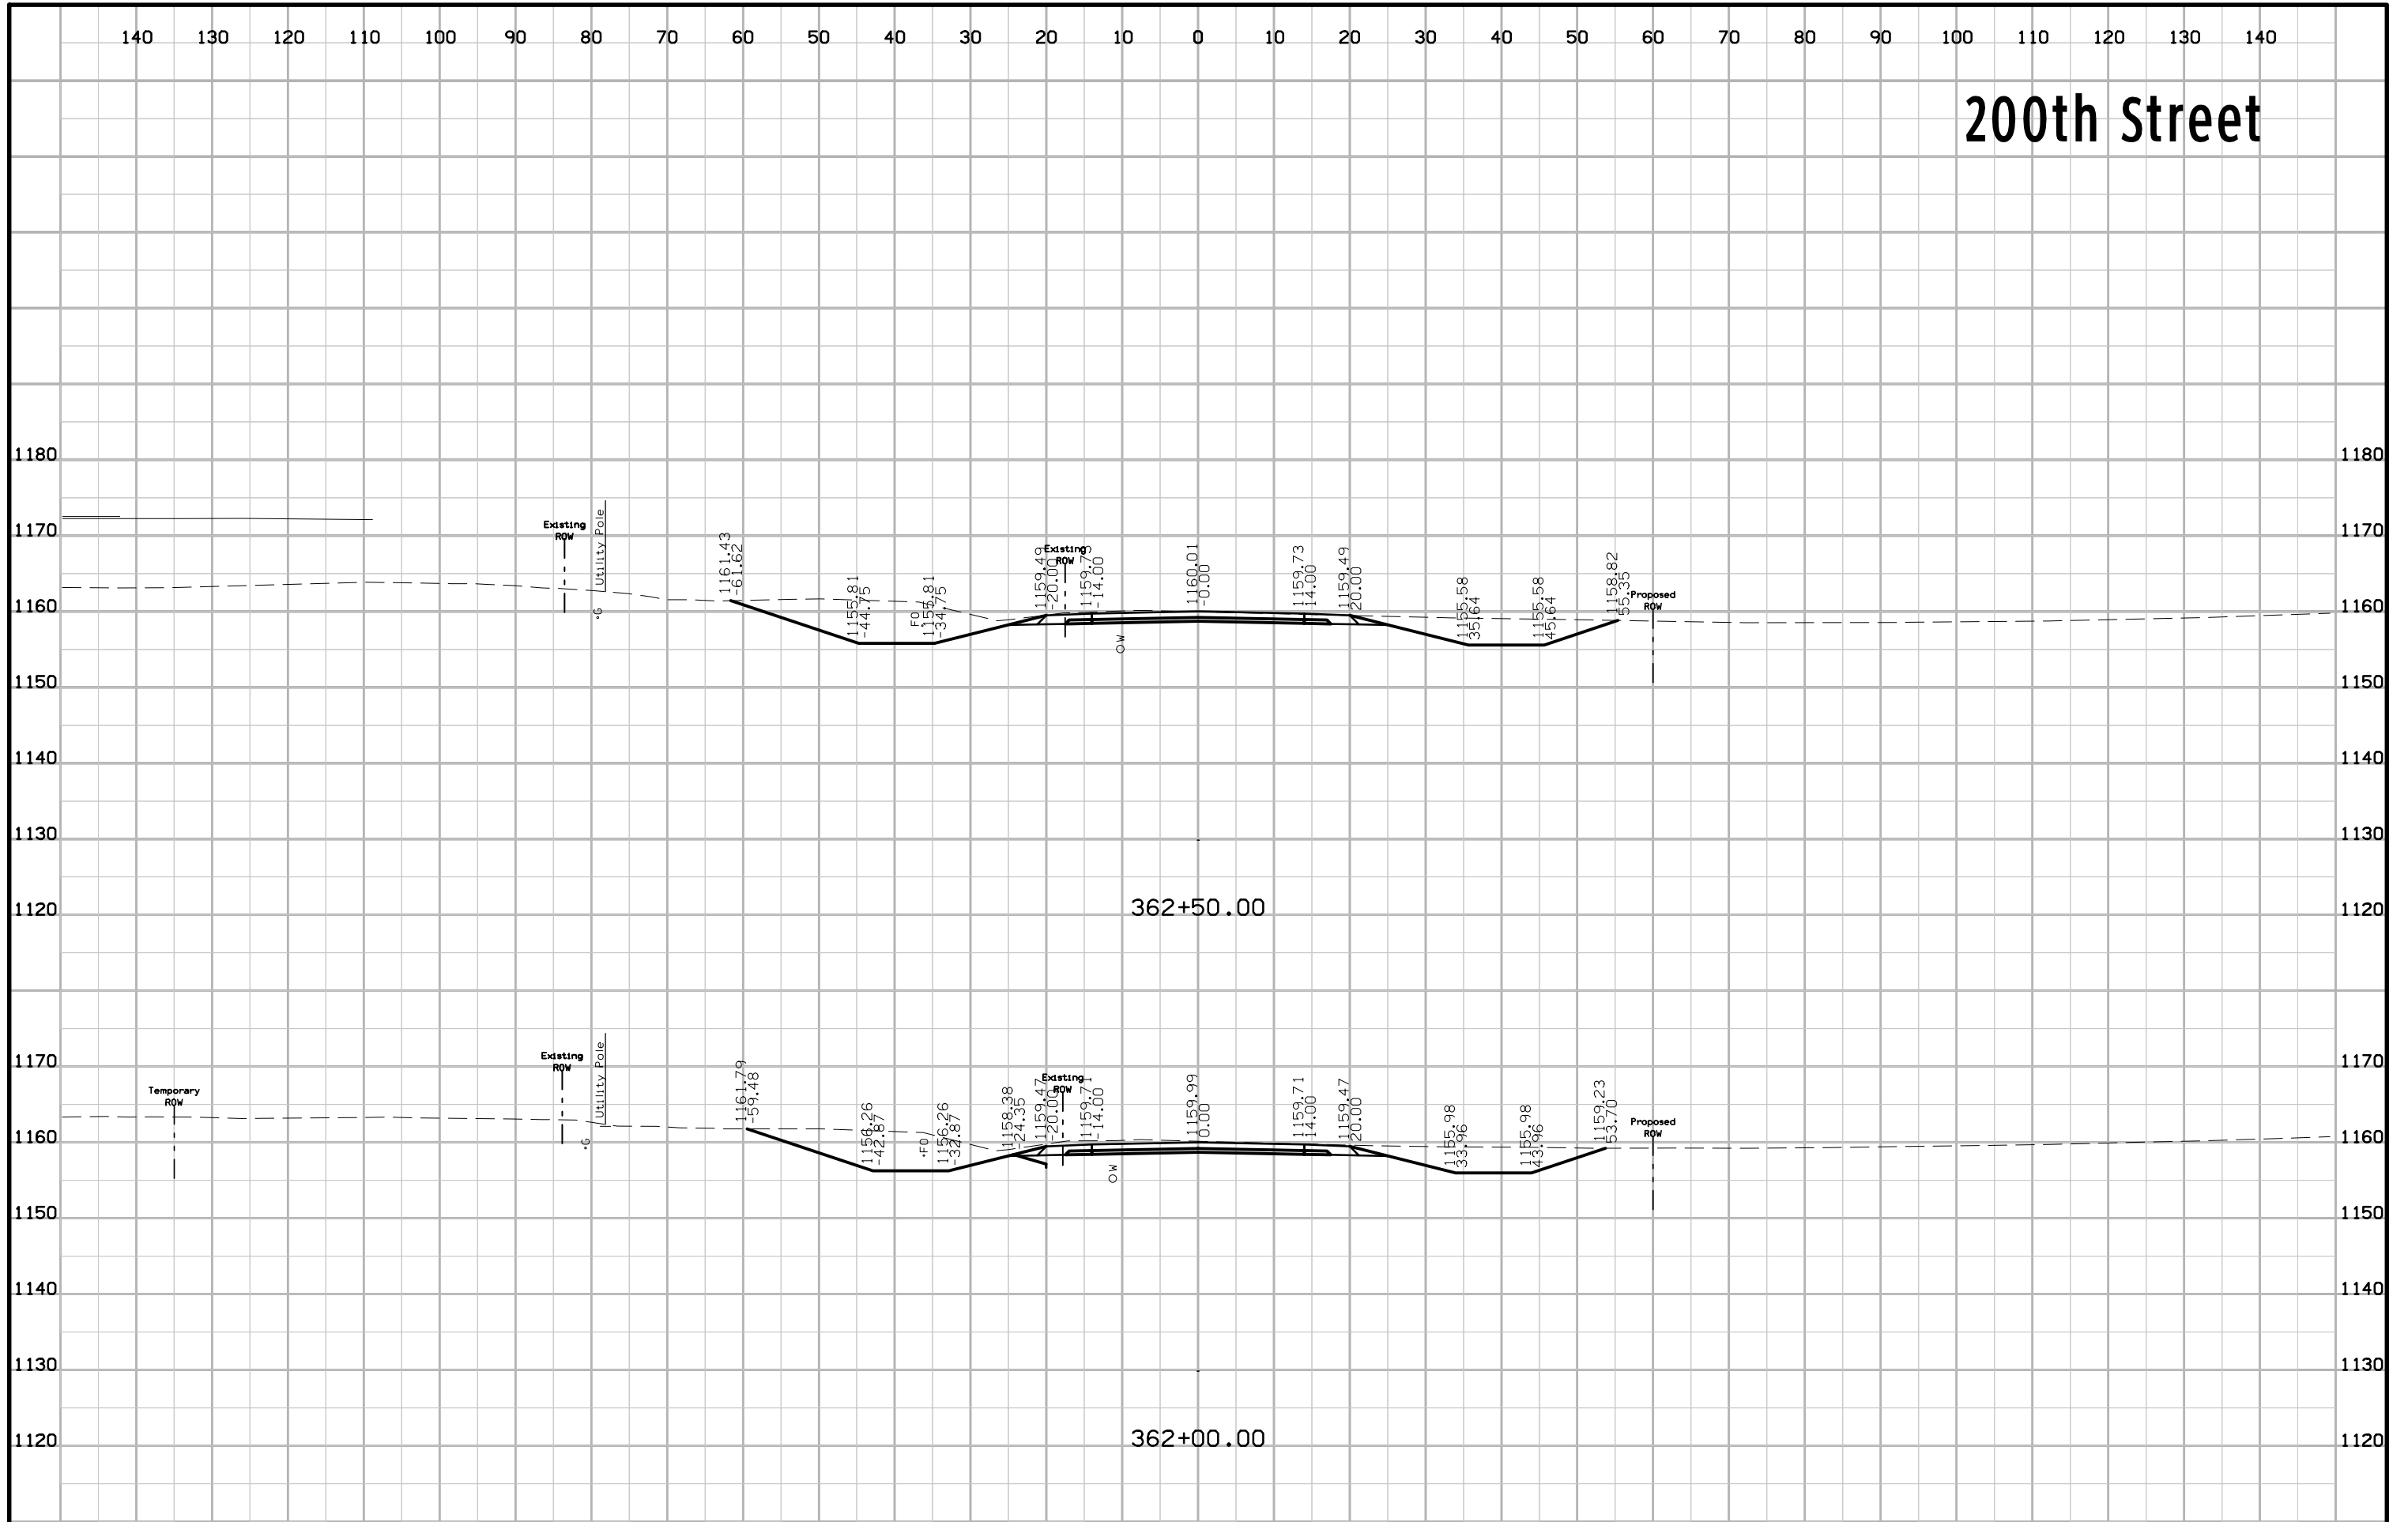 140 130 120 110 100 90 80 70 60 50 40 30 20 10 0 10 20 30 40 50 60 70 80 90 100 110 120 130 140
200th Street
1180 1180
1170 1170
Existing
ROW
Utility Pole
G
1161.43
-61.62
1155.81
-44.75
FO
1155.81
-34.75
1159.49
-20.00
Existing
ROW
1159.73
-14.00
OW
1160.01
-0.00
1159.73
14.00
1159.49
20.00
1155.58
35.64
1155.58
45.64
1158.82
55.35
Proposed
ROW
1160 1160
1150 1150
1140 1140
1130 1130
1120 1120
362+50.00
1170 1170
Temporary
ROW
Existing
ROW
Utility Pole
G
1161.79
-59.48
1156.26
-42.87
FO
1156.26
-32.87
1158.38
-24.35
1159.47
-20.00
Existing
ROW
1159.71
-14.00
OW
1159.99
0.00
1159.71
14.00
1159.47
20.00
1155.98
33.96
1155.98
43.96
1159.23
53.70
Proposed
ROW
1160 1160
1150 1150
1140 1140
1130 1130
1120 1120
362+00.00